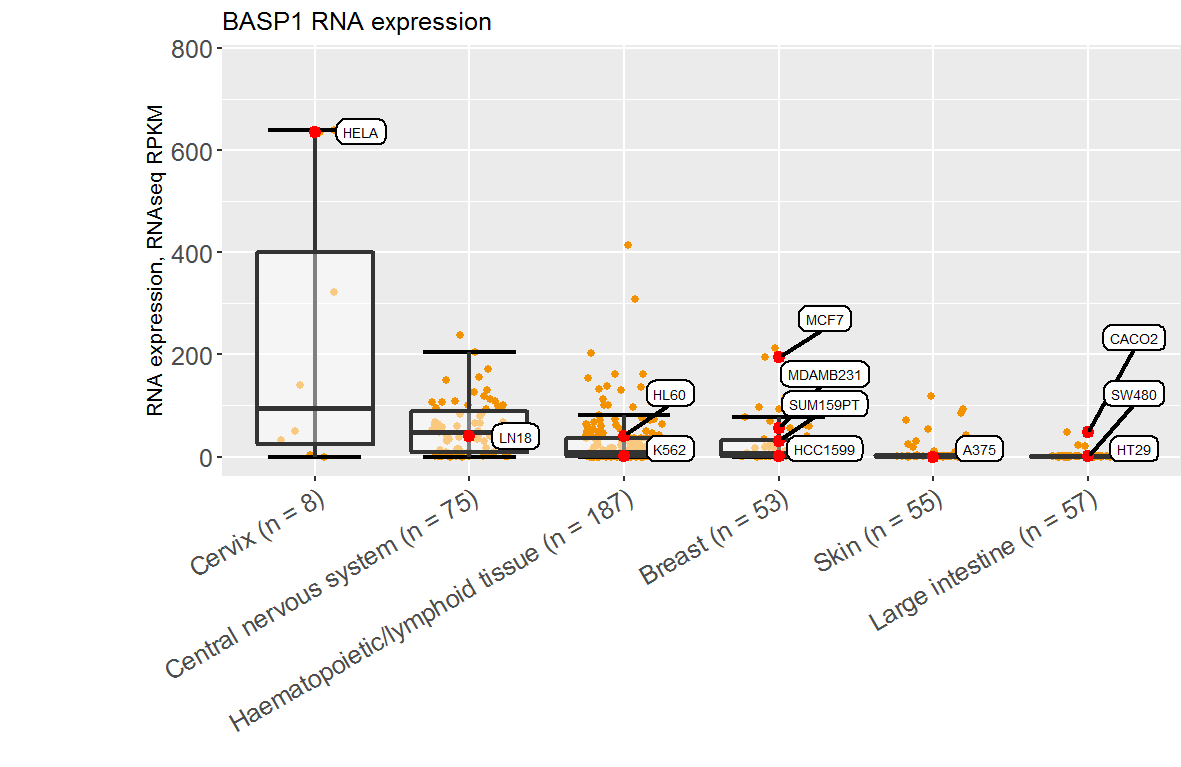 BASP1 RNA expression
RNA expression, RNAseq RPKM
800
600
400
200
0
HELA
LN18
HL60
K562
MCF7
MDAMB231
SUM159PT
HCC1599
A375
CACO2
SW480
HT29
Cervix (n = 8)
Central nervous system (n = 75)
Haematopoietic/lymphoid tissue (n = 187)
Breast (n = 53)
Skin (n = 55)
Large intestine (n = 57)